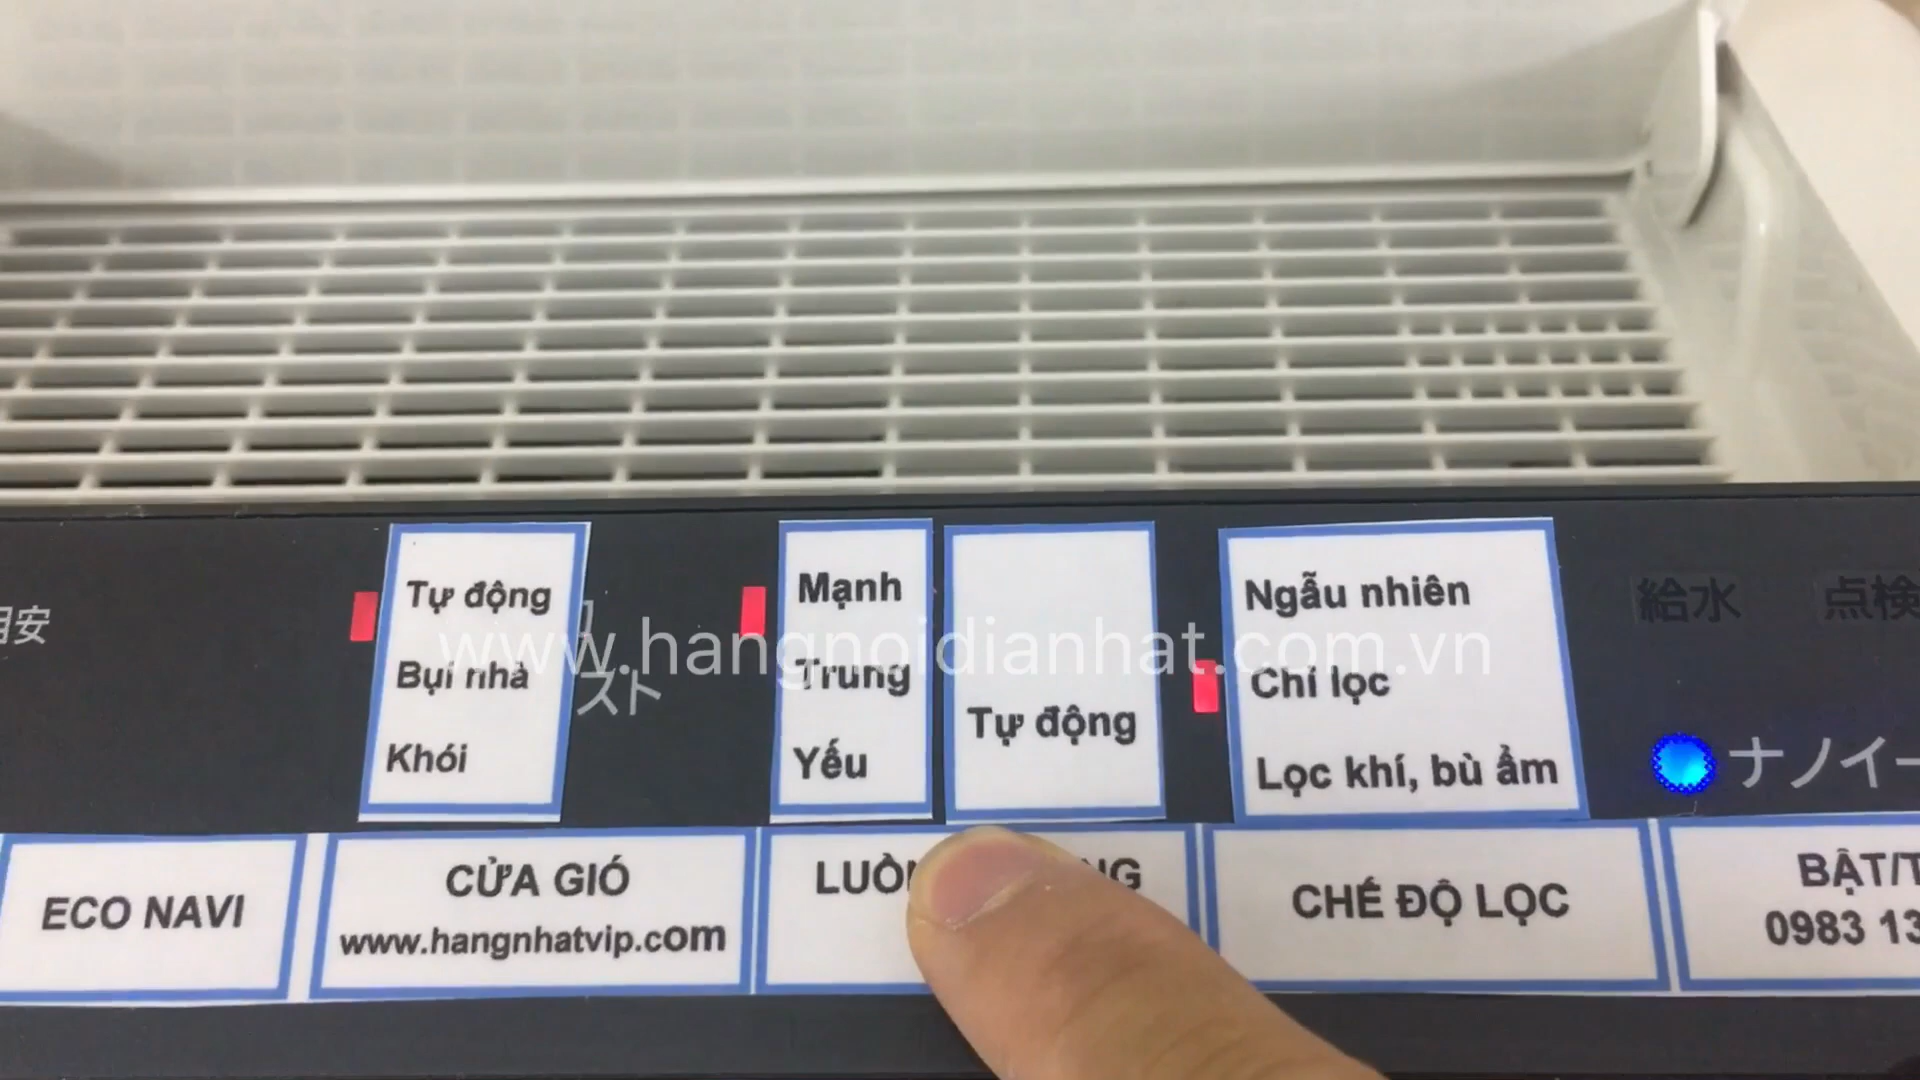 目安
Tự động
Bụi nhà
Khói
スト
Mạnh
Trung
Yếu
Tự động
Ngẫu nhiên
Chỉ lọc
Lọc khí, bù ẩm
給水
点検
ナノイー
www.hangnoidianhat.com.vn
ECO NAVI
CỬA GIÓ
www.hangnhatvip.com
CHẾ ĐỘ LỌC
BẬT/T
0983 13